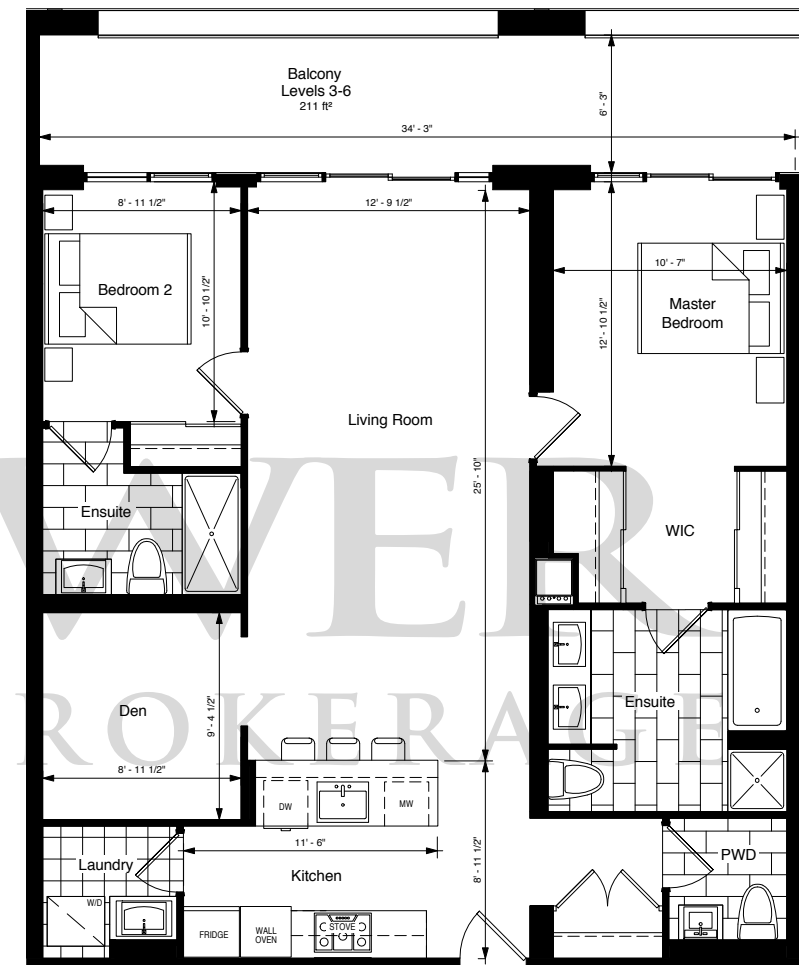 Balcony
Levels 3-6
211 ft²
6' - 3"
34' - 3"
8' - 11 1/2"
12' - 9 1/2"
10' - 7"
Bedroom 2
10' - 10 1/2"
12' - 10 1/2"
Master
Bedroom
Living Room
25' - 10"
WER
Ensuite
WIC
Den
9' - 4 1/2"
Ensuite
ROKERAGE
8' - 11 1/2"
DW
MW
11' - 6"
8' - 11 1/2"
Laundry
Kitchen
PWD
W/D
FRIDGE
WALL
OVEN
STOVE